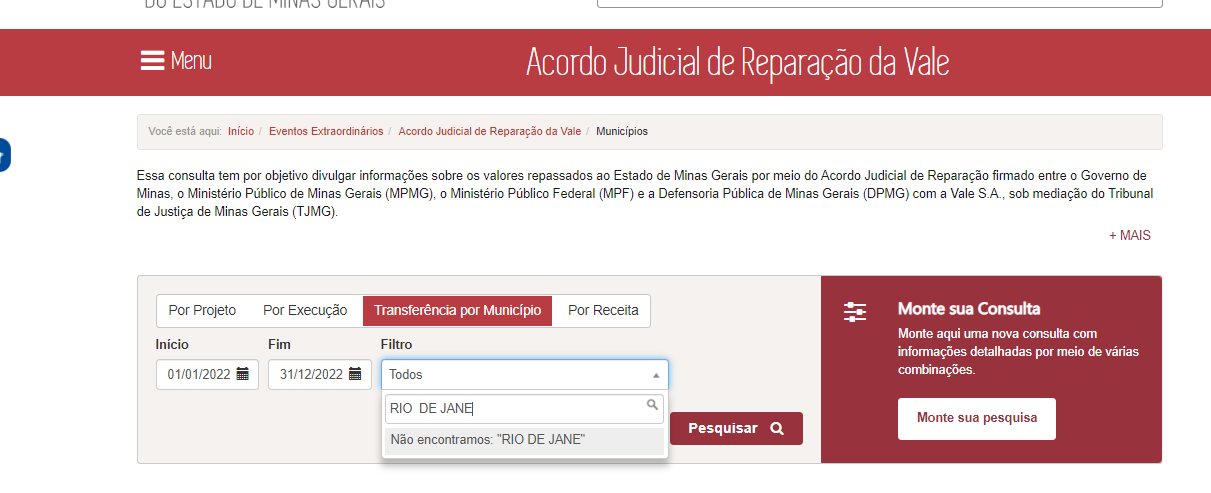 DO ESTADO DE MINAS GERAIS
Menu
Acordo Judicial de Reparação da Vale
Você está aqui: Início / Eventos Extraordinários / Acordo Judicial de Reparação da Vale / Municípios
Essa consulta tem por objetivo divulgar informações sobre os valores repassados ao Estado de Minas Gerais por meio do Acordo Judicial de Reparação firmado entre o Governo de
Minas, o Ministério Público de Minas Gerais (MPMG), o Ministério Público Federal (MPF) e a Defensoria Pública de Minas Gerais (DPMG) com a Vale S.A., sob mediação do Tribunal
de Justiça de Minas Gerais (TJMG).
+ MAIS
Por Projeto Por Execução Transferência por Município Por Receita
Início Fim Filtro
01/01/2022 31/12/2022 Todos
RIO  DE JANE
Não encontramos: "RIO DE JANE"
Pesquisar
Monte sua Consulta
Monte aqui uma nova consulta com
informações detalhadas por meio de várias
combinações.
Monte sua pesquisa